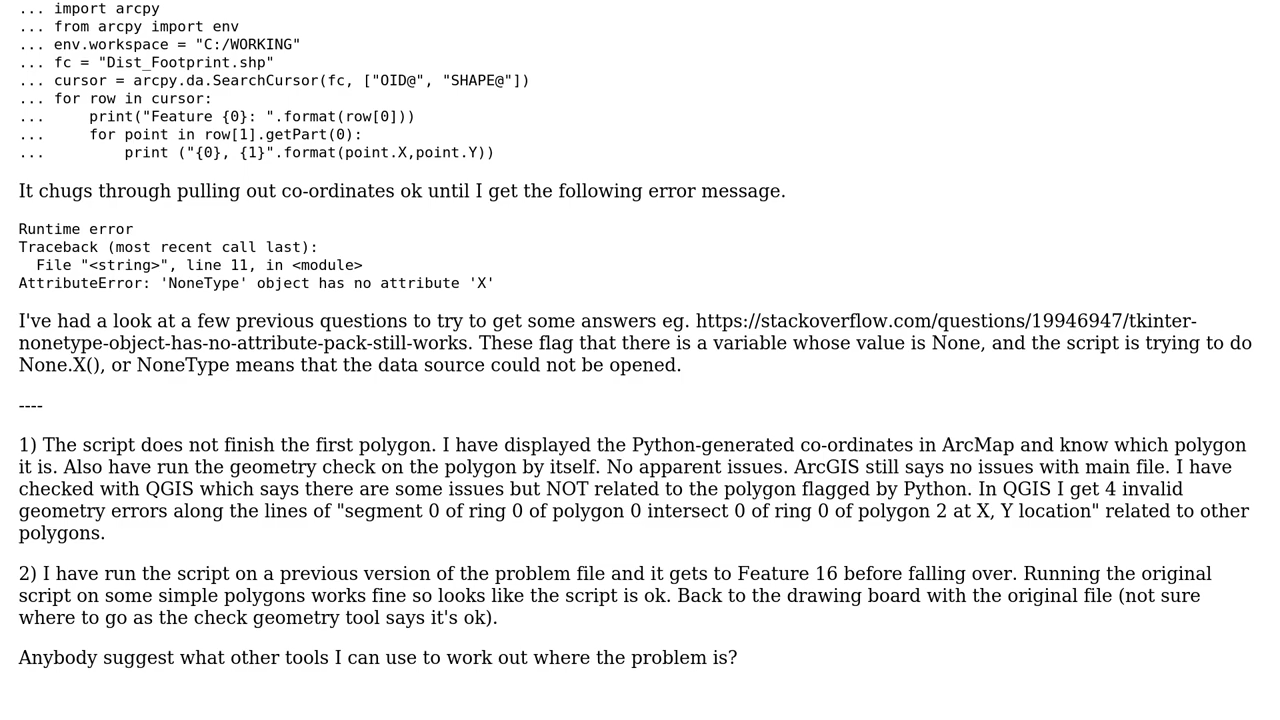 ... import arcpy
... from arcpy import env
... env.workspace = "C:/WORKING"
... fc = "Dist_Footprint.shp"
... cursor = arcpy.da.SearchCursor(fc, ["OID@", "SHAPE@"])
... for row in cursor:
...     print("Feature {0}: ".format(row[0]))
...     for point in row[1].getPart(0):
...         print ("{0}, {1}".format(point.X,point.Y))
It chugs through pulling out co-ordinates ok until I get the following error message.
Runtime error
Traceback (most recent call last):
  File "<string>", line 11, in <module>
AttributeError: 'NoneType' object has no attribute 'X'
I've had a look at a few previous questions to try to get some answers eg. https://stackoverflow.com/questions/19946947/tkinter-
nonetype-object-has-no-attribute-pack-still-works. These flag that there is a variable whose value is None, and the script is trying to do
None.X(), or NoneType means that the data source could not be opened.
----
1) The script does not finish the first polygon. I have displayed the Python-generated co-ordinates in ArcMap and know which polygon
it is. Also have run the geometry check on the polygon by itself. No apparent issues. ArcGIS still says no issues with main file. I have
checked with QGIS which says there are some issues but NOT related to the polygon flagged by Python. In QGIS I get 4 invalid
geometry errors along the lines of "segment 0 of ring 0 of polygon 0 intersect 0 of ring 0 of polygon 2 at X, Y location" related to other
polygons.
2) I have run the script on a previous version of the problem file and it gets to Feature 16 before falling over. Running the original
script on some simple polygons works fine so looks like the script is ok. Back to the drawing board with the original file (not sure
where to go as the check geometry tool says it's ok).
Anybody suggest what other tools I can use to work out where the problem is?